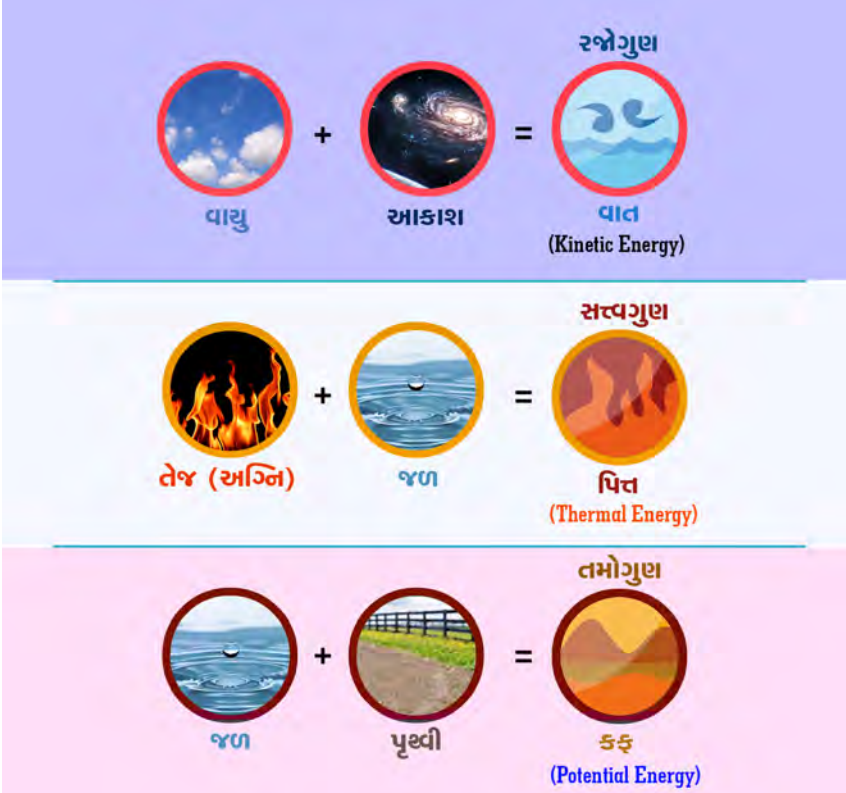 રજોગુણ
+ =
વાયુ આકાશ વાત
(Kinetic Energy)
સત્ત્વગુણ
+ =
તેજ (અગ્નિ) જળ પિત્ત
(Thermal Energy)
તમોગુણ
+ =
જળ પૃથ્વી કફ
(Potential Energy)